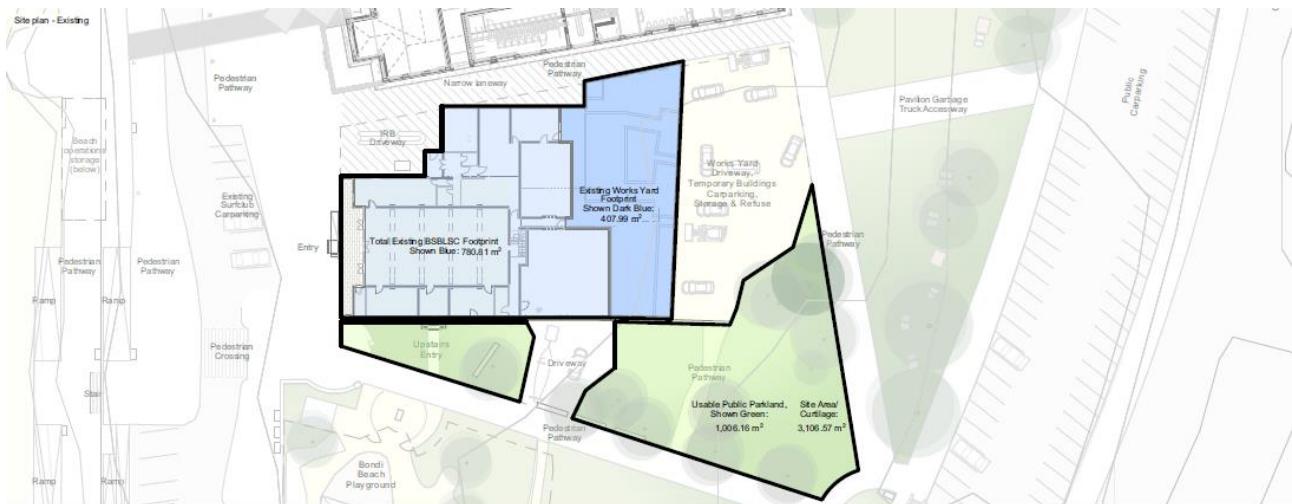 Site plan - Existing
Pedestrian
Pathway
Narrow laneway
Pedestrian
Pathway
Public
Carparking
Pavilion Garbage
Truck Accessway
Beach
operational
storage
(below)
IRB
Driveway
Works Yard
Driveway,
Temporary Buildings
Carparking,
Storage & Refuse
Existing
Surfclub
Carparking
Existing Works Yard
Footprint
Shown Dark Blue:
407.99 m²
Entry
Total Existing BSBLSC Footprint
Shown Blue: 780.81 m²
Pedestrian
Pathway
Pedestrian
Pathway
Pedestrian
Pathway
Ramp
Ramp
Pedestrian
Crossing
Upstairs
Entry
Driveway
Pedestrian
Pathway
Stair
Usable Public Parkland,
Shown Green:
1,006.16 m²
Site Area/
Curtilage:
3,106.57 m²
Pedestrian
Pathway
Bondi
Beach
Playground
Ramp
Ramp